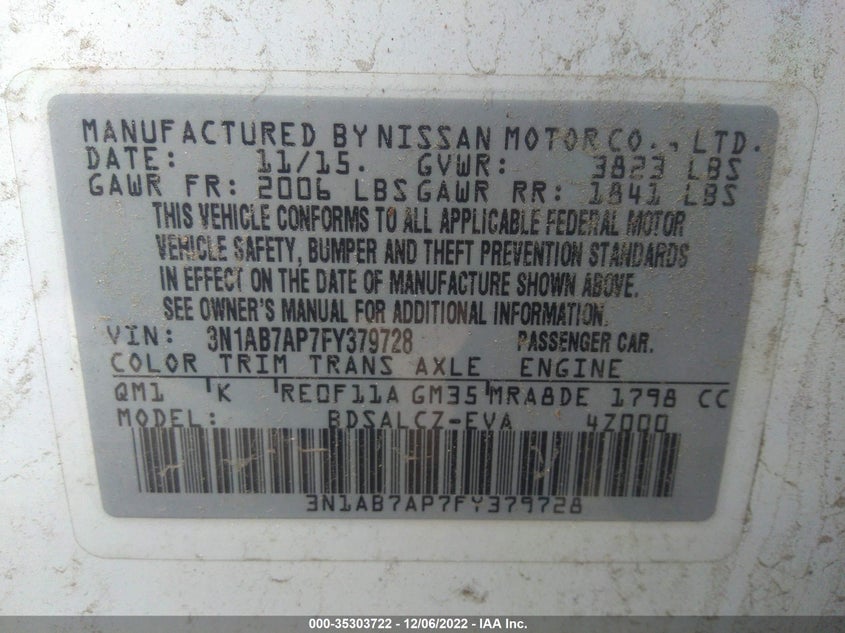 MANUFACTURED BY NISSAN MOTOR CO., LTD.
DATE: 11/15. GVWR: 3823 LBS
GAWR FR: 2006 LBS GAWR RR: 1841 LBS
THIS VEHICLE CONFORMS TO ALL APPLICABLE FEDERAL MOTOR
VEHICLE SAFETY, BUMPER AND THEFT PREVENTION STANDARDS
IN EFFECT ON THE DATE OF MANUFACTURE SHOWN ABOVE.
SEE OWNER'S MANUAL FOR ADDITIONAL INFORMATION.
VIN: 3N1AB7AP7FY379728 PASSENGER CAR.
COLOR TRIM TRANS AXLE ENGINE
QM1 K RE0F11A GM35 MRA8DE 1798 CC
MODEL: BDSALCZ-EVA 4Z000
3N1AB7AP7FY379728
000-35303722 - 12/06/2022 - IAA Inc.